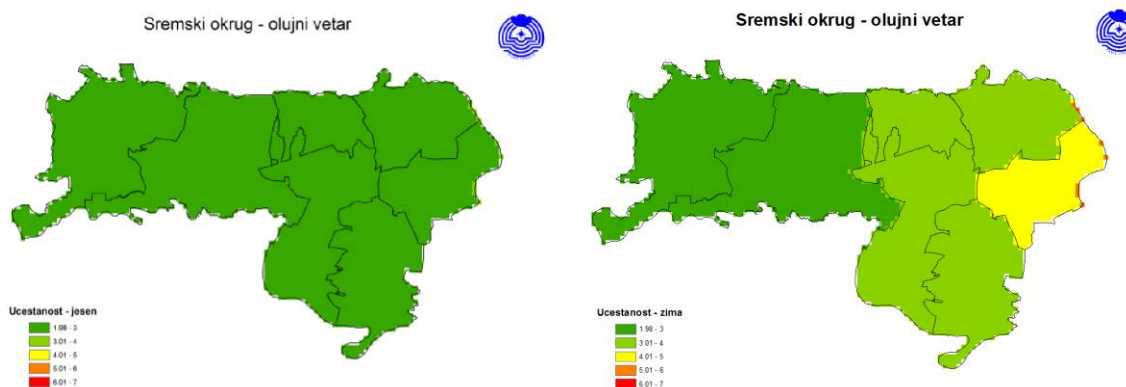 Sremski okrug - olujni vetar
Ucestanost - jesen
1.98 - 3
3.01 - 4
4.01 - 5
5.01 - 6
6.01 - 7
Sremski okrug - olujni vetar
Ucestanost - zima
1.98 - 3
3.01 - 4
4.01 - 5
5.01 - 6
6.01 - 7